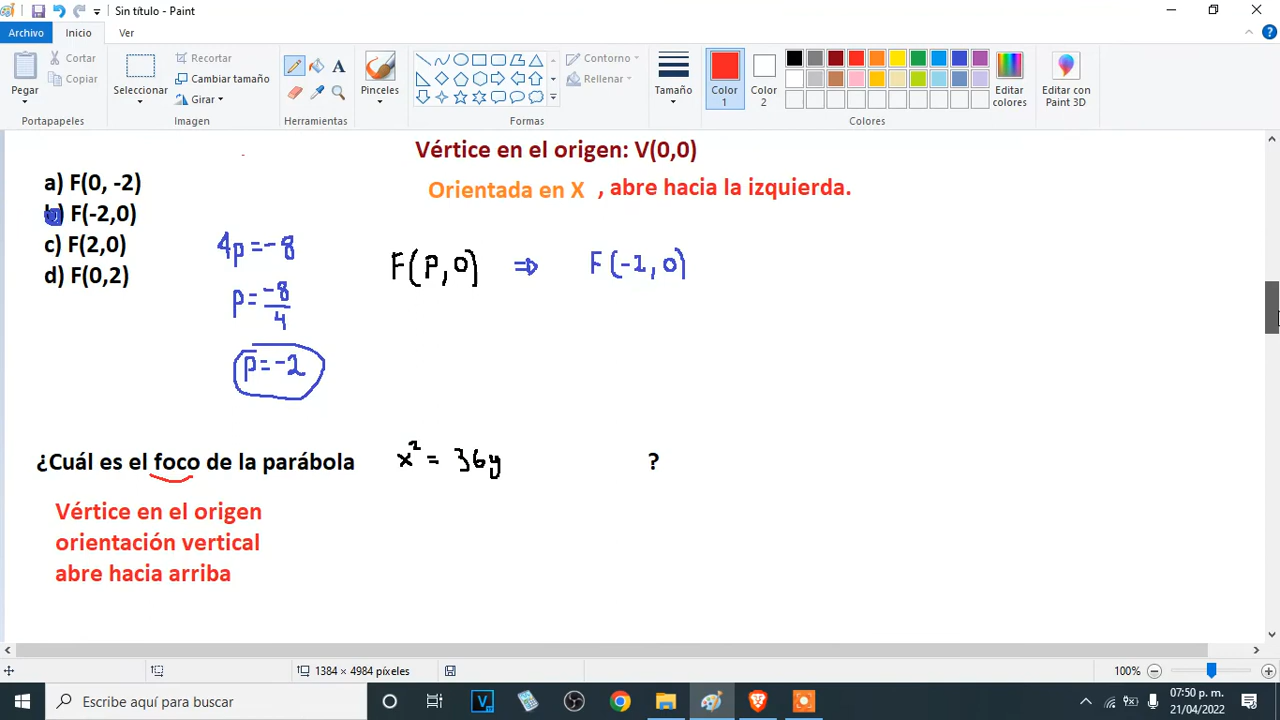 Sin título - Paint
Archivo Inicio Ver
Pegar
Cortar
Copiar
Portapapeles
Seleccionar
Recortar
Cambiar tamaño
Girar
Imagen
Herramientas
Pinceles
Contorno
Rellenar
Formas
Tamaño
Color 1
Color 2
Editar colores
Editar con Paint 3D
Colores
Vértice en el origen: V(0,0)
Orientada en X , abre hacia la izquierda.
a) F(0, -2)
b) F(-2,0)
c) F(2,0)
d) F(0,2)
4p = -8
p = -8/4
p = -2
F(P,0) ⇒ F(-2,0)
¿Cuál es el foco de la parábola x² = 36y ?
Vértice en el origen
orientación vertical
abre hacia arriba
1384 × 4984 píxeles
100%
Escribe aquí para buscar
07:50 p. m.
21/04/2022